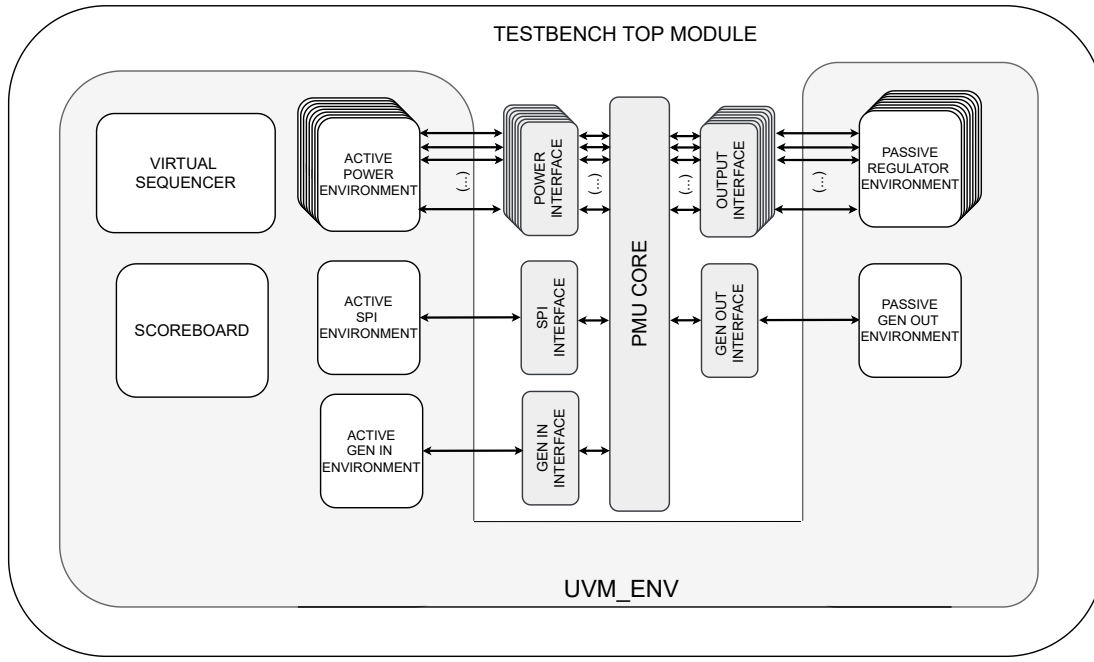 TESTBENCH TOP MODULE
VIRTUAL
SEQUENCER
ACTIVE
POWER
ENVIRONMENT
(...)
POWER
INTERFACE
(...)
PMU CORE
(...)
OUTPUT
INTERFACE
(...)
PASSIVE
REGULATOR
ENVIRONMENT
SCOREBOARD
ACTIVE
SPI
ENVIRONMENT
SPI
INTERFACE
GEN OUT
INTERFACE
PASSIVE
GEN OUT
ENVIRONMENT
ACTIVE
GEN IN
ENVIRONMENT
GEN IN
INTERFACE
UVM_ENV